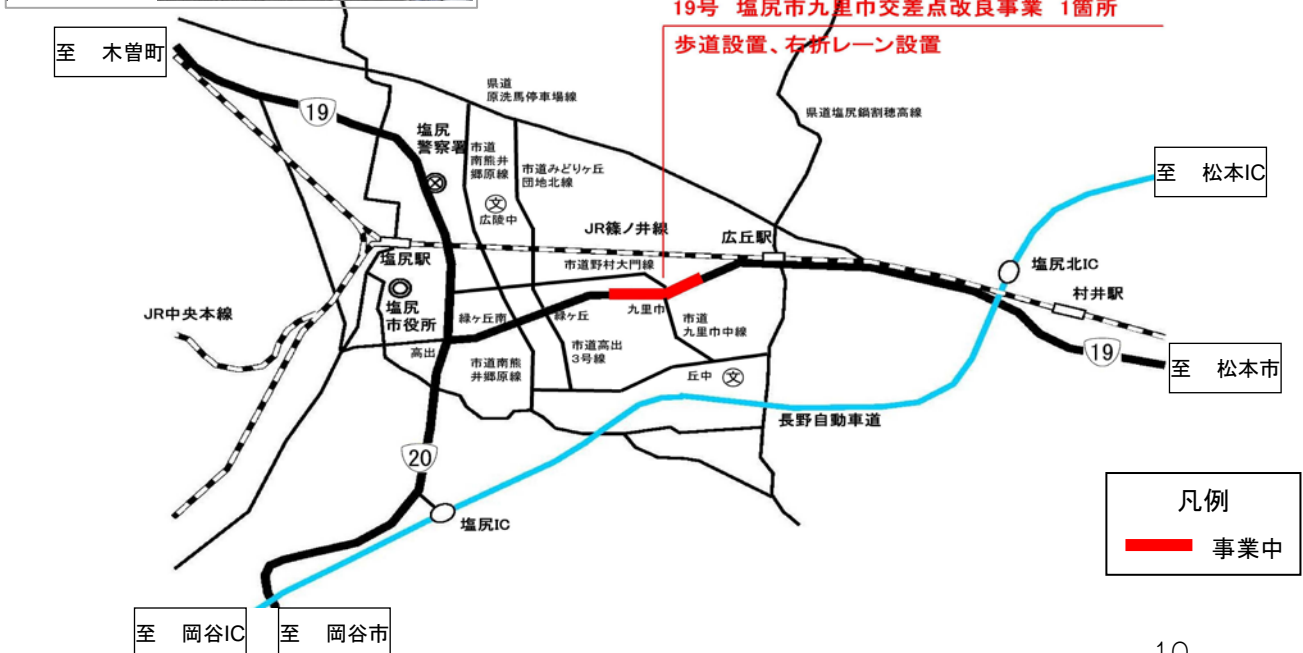 19号 塩尻市九里巾交差点改良事業 1箇所
歩道設置、右折レーン設置
至 木曽町
県道
原洗馬停車場線
県道塩尻鍋割穂高線
19
塩尻
警察署
市道
南熊井
郷原線
市道みどりヶ丘
団地北線
文
広陵中
至 松本IC
JR篠ノ井線
広丘駅
塩尻駅
市道野村大門線
塩尻北IC
村井駅
塩尻
市役所
JR中央本線
緑ヶ丘南
緑ヶ丘
九里巾
市道
九里巾中線
高出
市道南熊
井郷原線
市道高出
3号線
丘中
文
19
至 松本市
長野自動車道
20
塩尻IC
凡例
事業中
至 岡谷IC
至 岡谷市